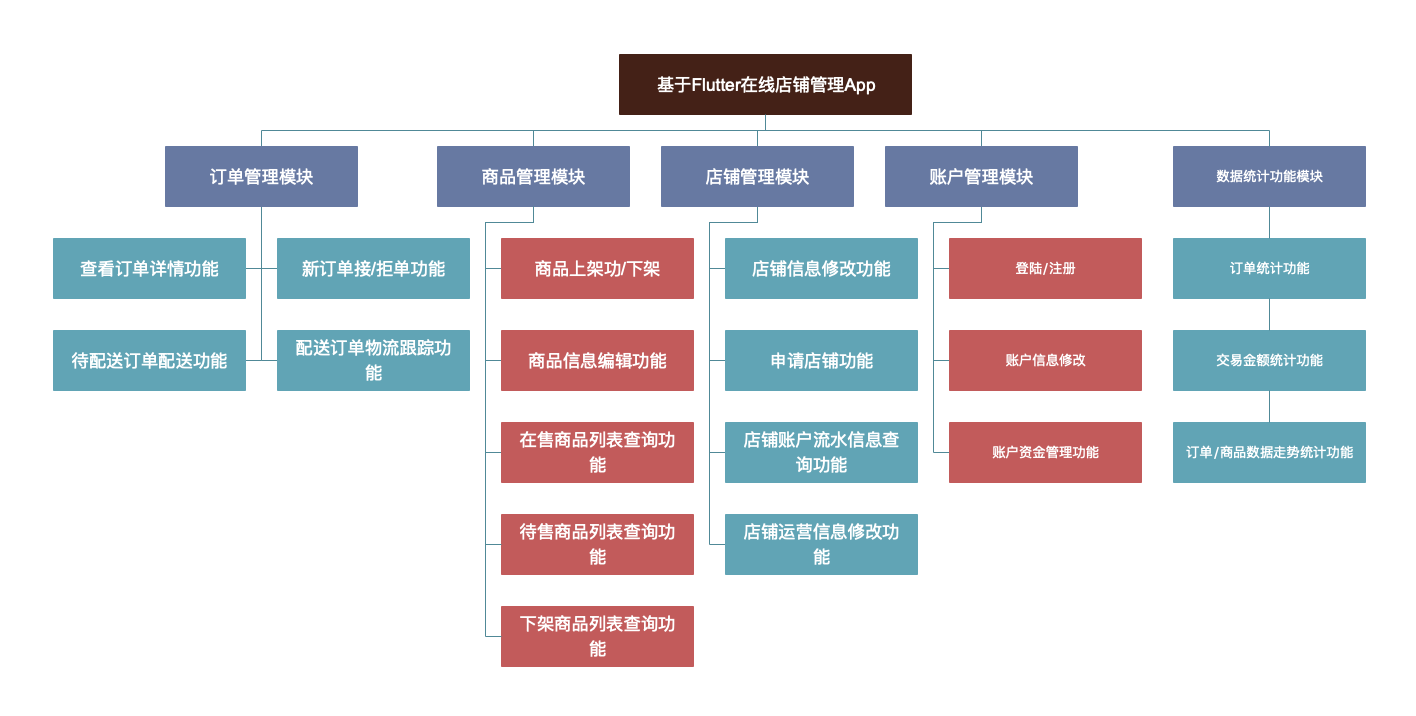 基于Flutter在线店铺管理App
订单管理模块
商品管理模块
店铺管理模块
账户管理模块
数据统计功能模块
查看订单详情功能
新订单接/拒单功能
商品上架功/下架
店铺信息修改功能
登陆/注册
订单统计功能
待配送订单配送功能
配送订单物流跟踪功
能
商品信息编辑功能
申请店铺功能
账户信息修改
交易金额统计功能
在售商品列表查询功
能
店铺账户流水信息查
询功能
账户资金管理功能
订单/商品数据走势统计功能
待售商品列表查询功
能
店铺运营信息修改功
能
下架商品列表查询功
能